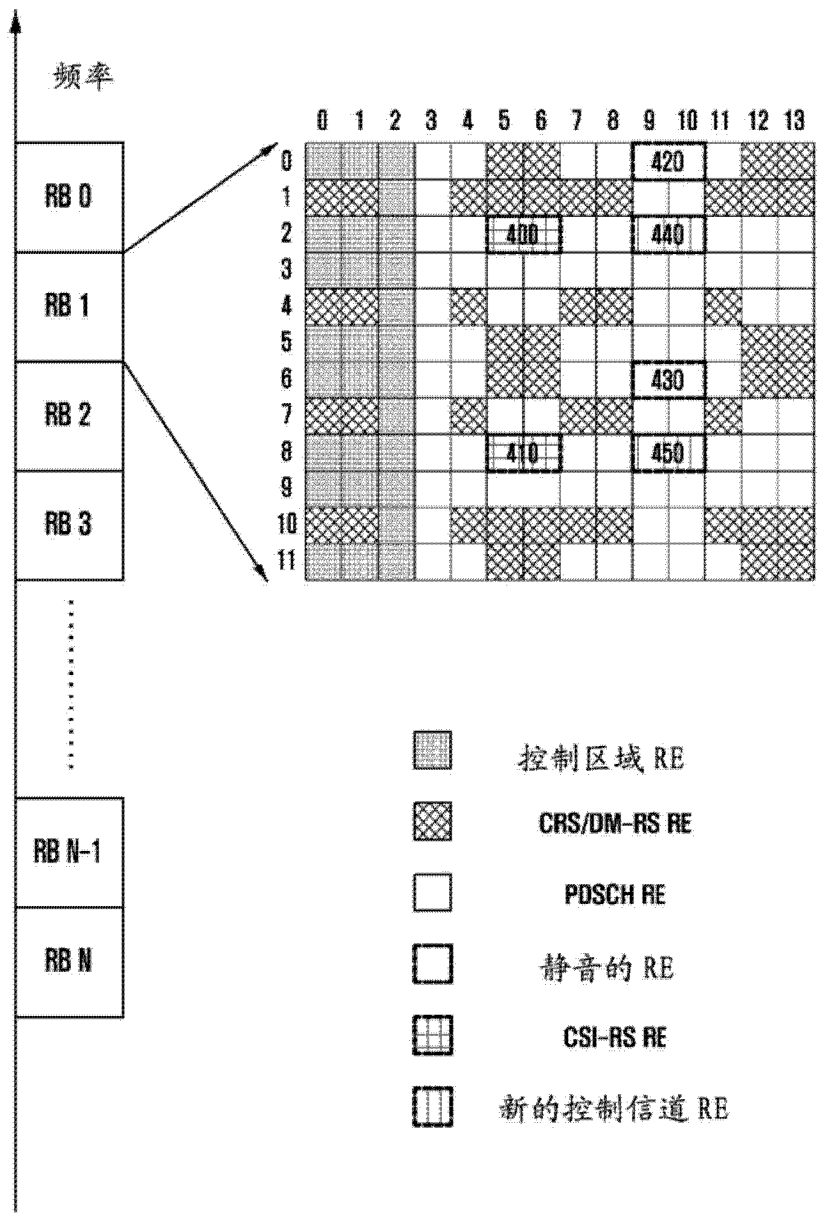 频率
0 1 2 3 4 5 6 7 8 9 10 11 12 13
RB 0
RB 1
RB 2
RB 3
RB N-1
RB N
0 420
1
2 400 440
3
4
5
6 430
7
8 410 450
9
10
11
控制区域 RE
CRS/DM-RS RE
PDSCH RE
静音的 RE
CSI-RS RE
新的控制信道 RE